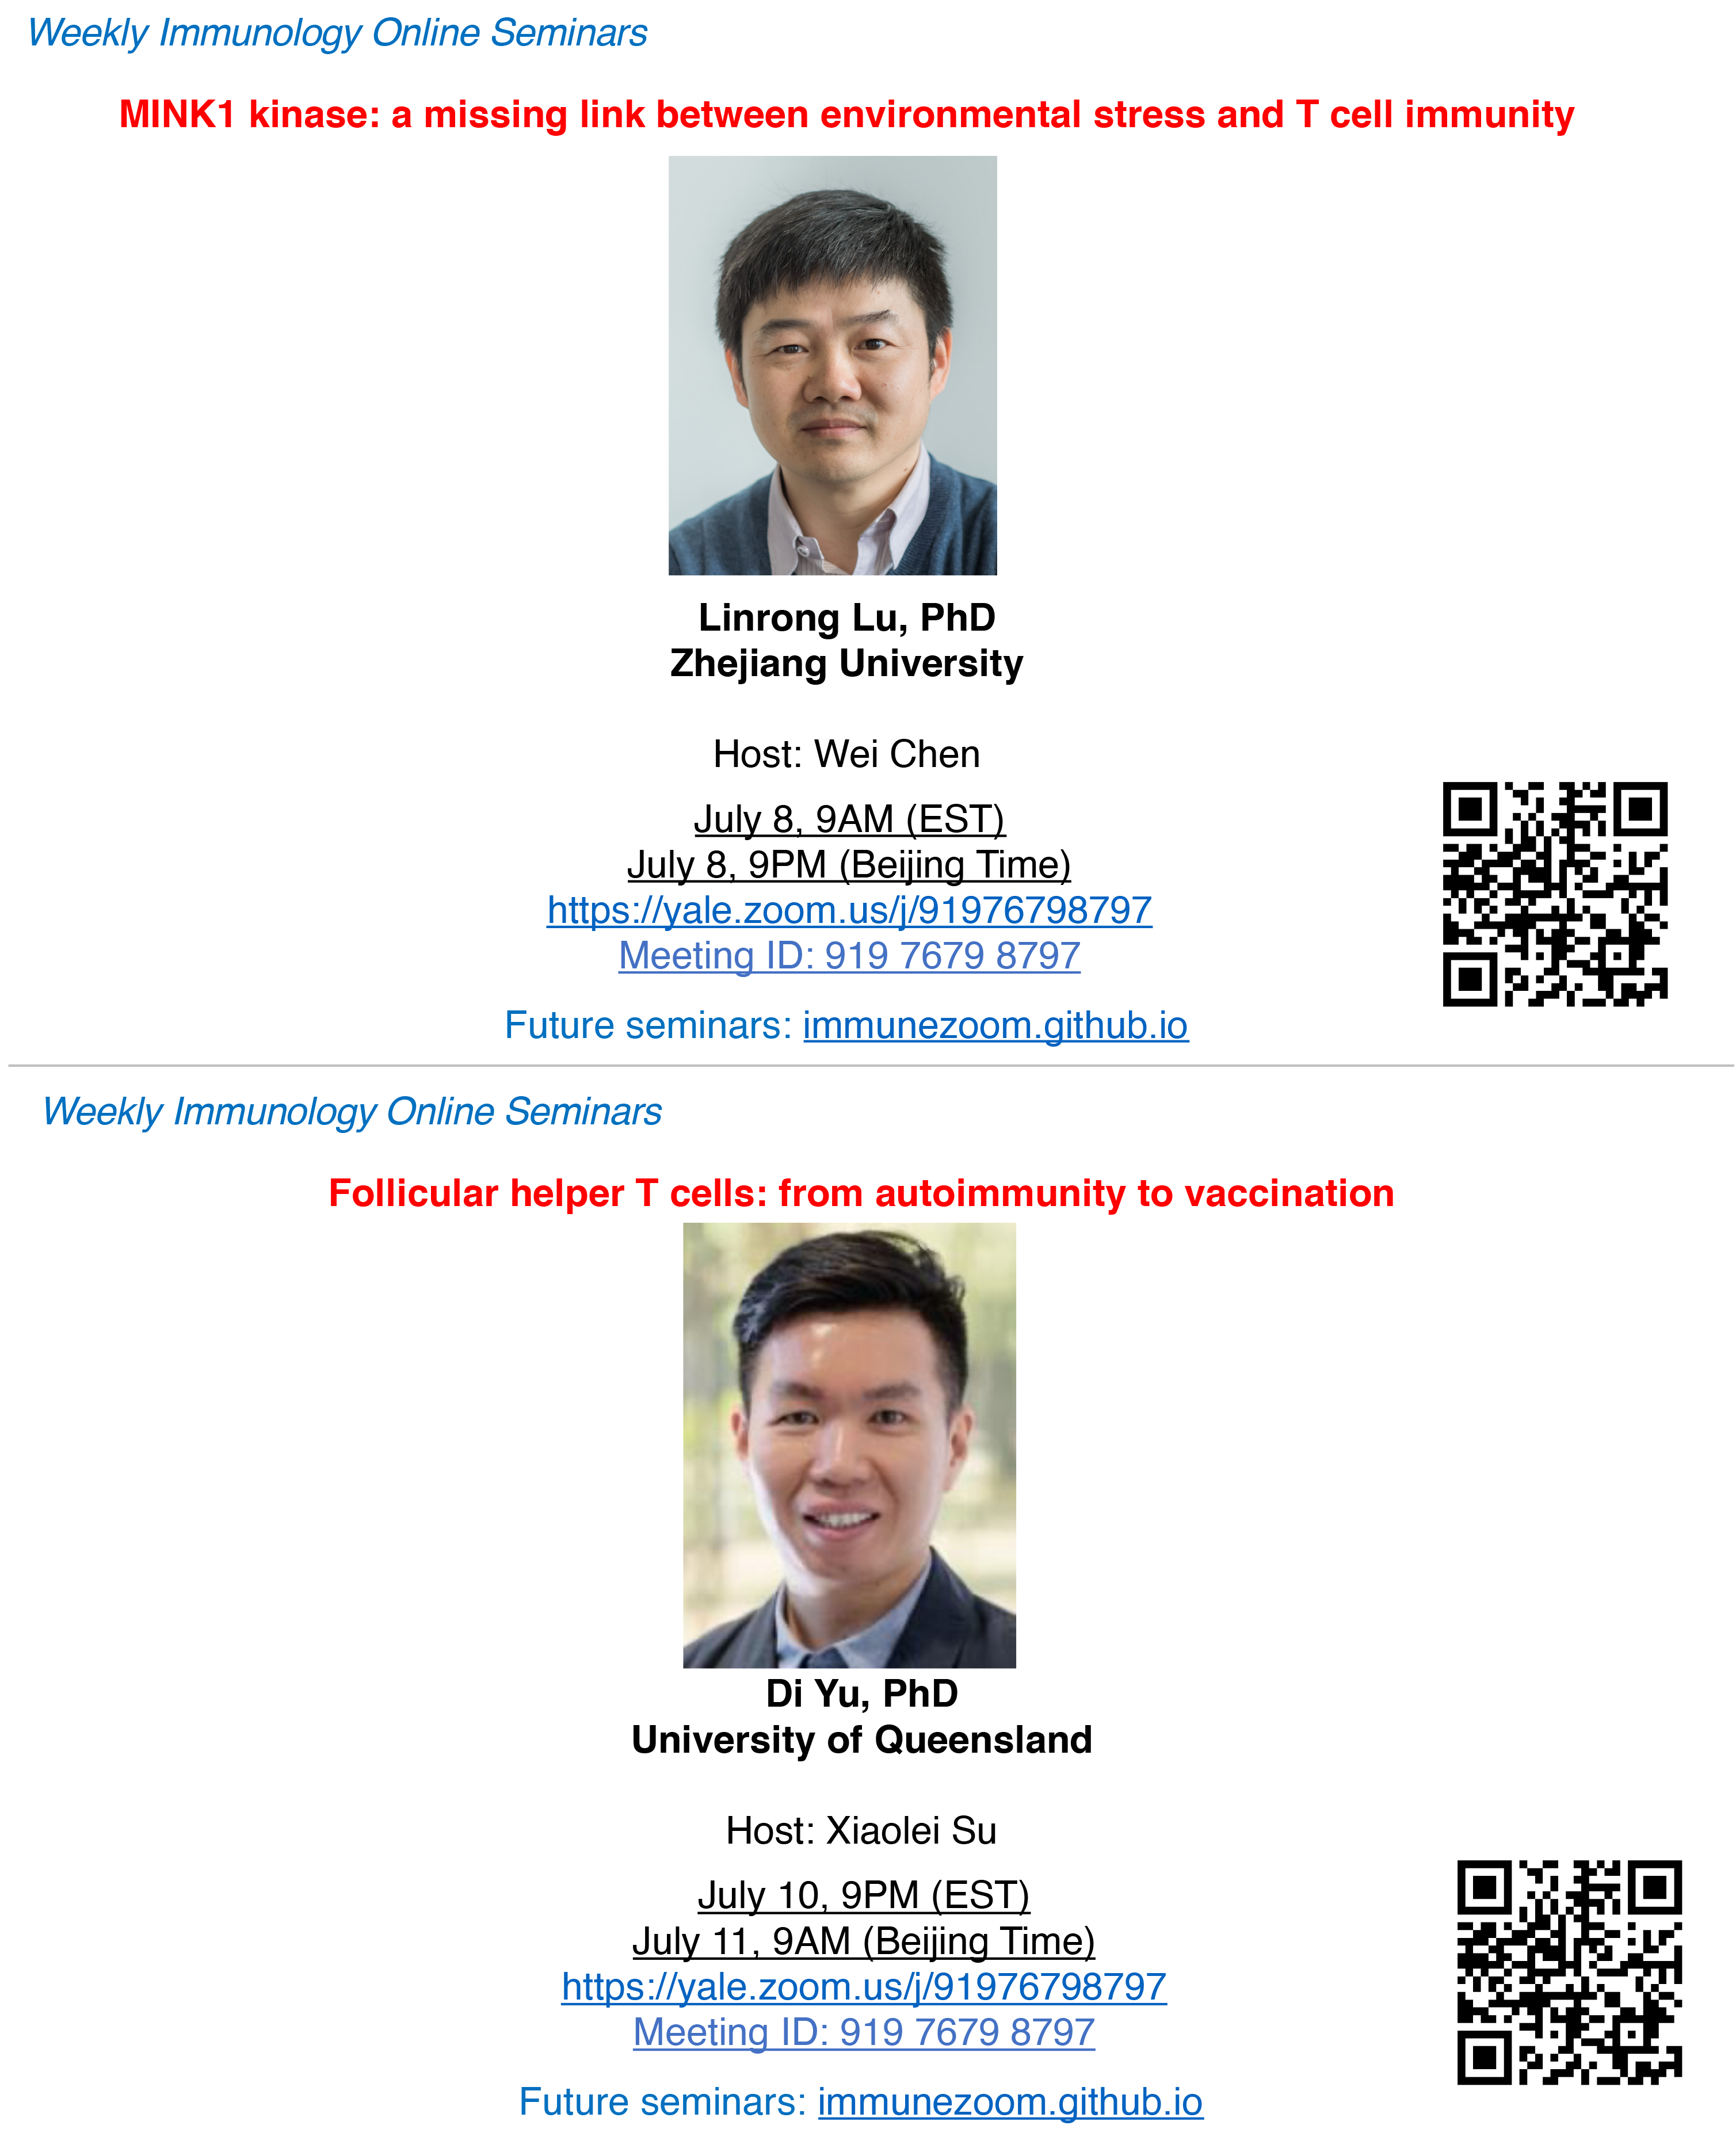 Weekly Immunology Online Seminars
MINK1 kinase: a missing link between environmental stress and T cell immunity
Linrong Lu, PhD
Zhejiang University
Host: Wei Chen
July 8, 9AM (EST)
July 8, 9PM (Beijing Time)
https://yale.zoom.us/j/91976798797
Meeting ID: 919 7679 8797
Future seminars: immunezoom.github.io
Weekly Immunology Online Seminars
Follicular helper T cells: from autoimmunity to vaccination
Di Yu, PhD
University of Queensland
Host: Xiaolei Su
July 10, 9PM (EST)
July 11, 9AM (Beijing Time)
https://yale.zoom.us/j/91976798797
Meeting ID: 919 7679 8797
Future seminars: immunezoom.github.io